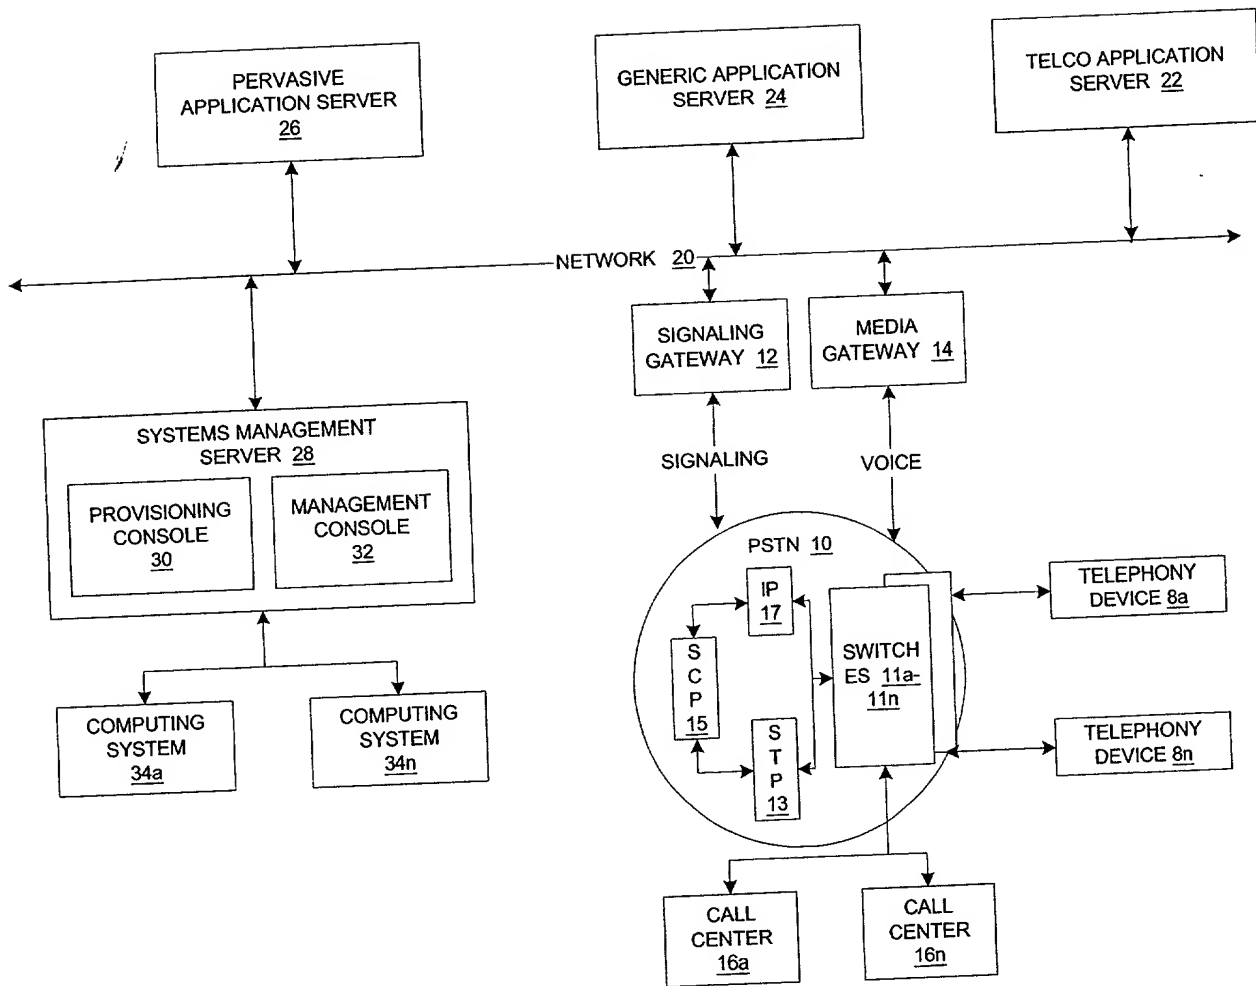 PERVASIVE
APPLICATION SERVER
26
GENERIC APPLICATION
SERVER 24
TELCO APPLICATION
SERVER 22
NETWORK 20
SIGNALING
GATEWAY 12
MEDIA
GATEWAY 14
SYSTEMS MANAGEMENT
SERVER 28
PROVISIONING
CONSOLE
30
MANAGEMENT
CONSOLE
32
SIGNALING
VOICE
PSTN 10
IP
17
S
C
P
15
S
T
P
13
SWITCH
ES 11a-
11n
TELEPHONY
DEVICE 8a
TELEPHONY
DEVICE 8n
COMPUTING
SYSTEM
34a
COMPUTING
SYSTEM
34n
CALL
CENTER
16a
CALL
CENTER
16n